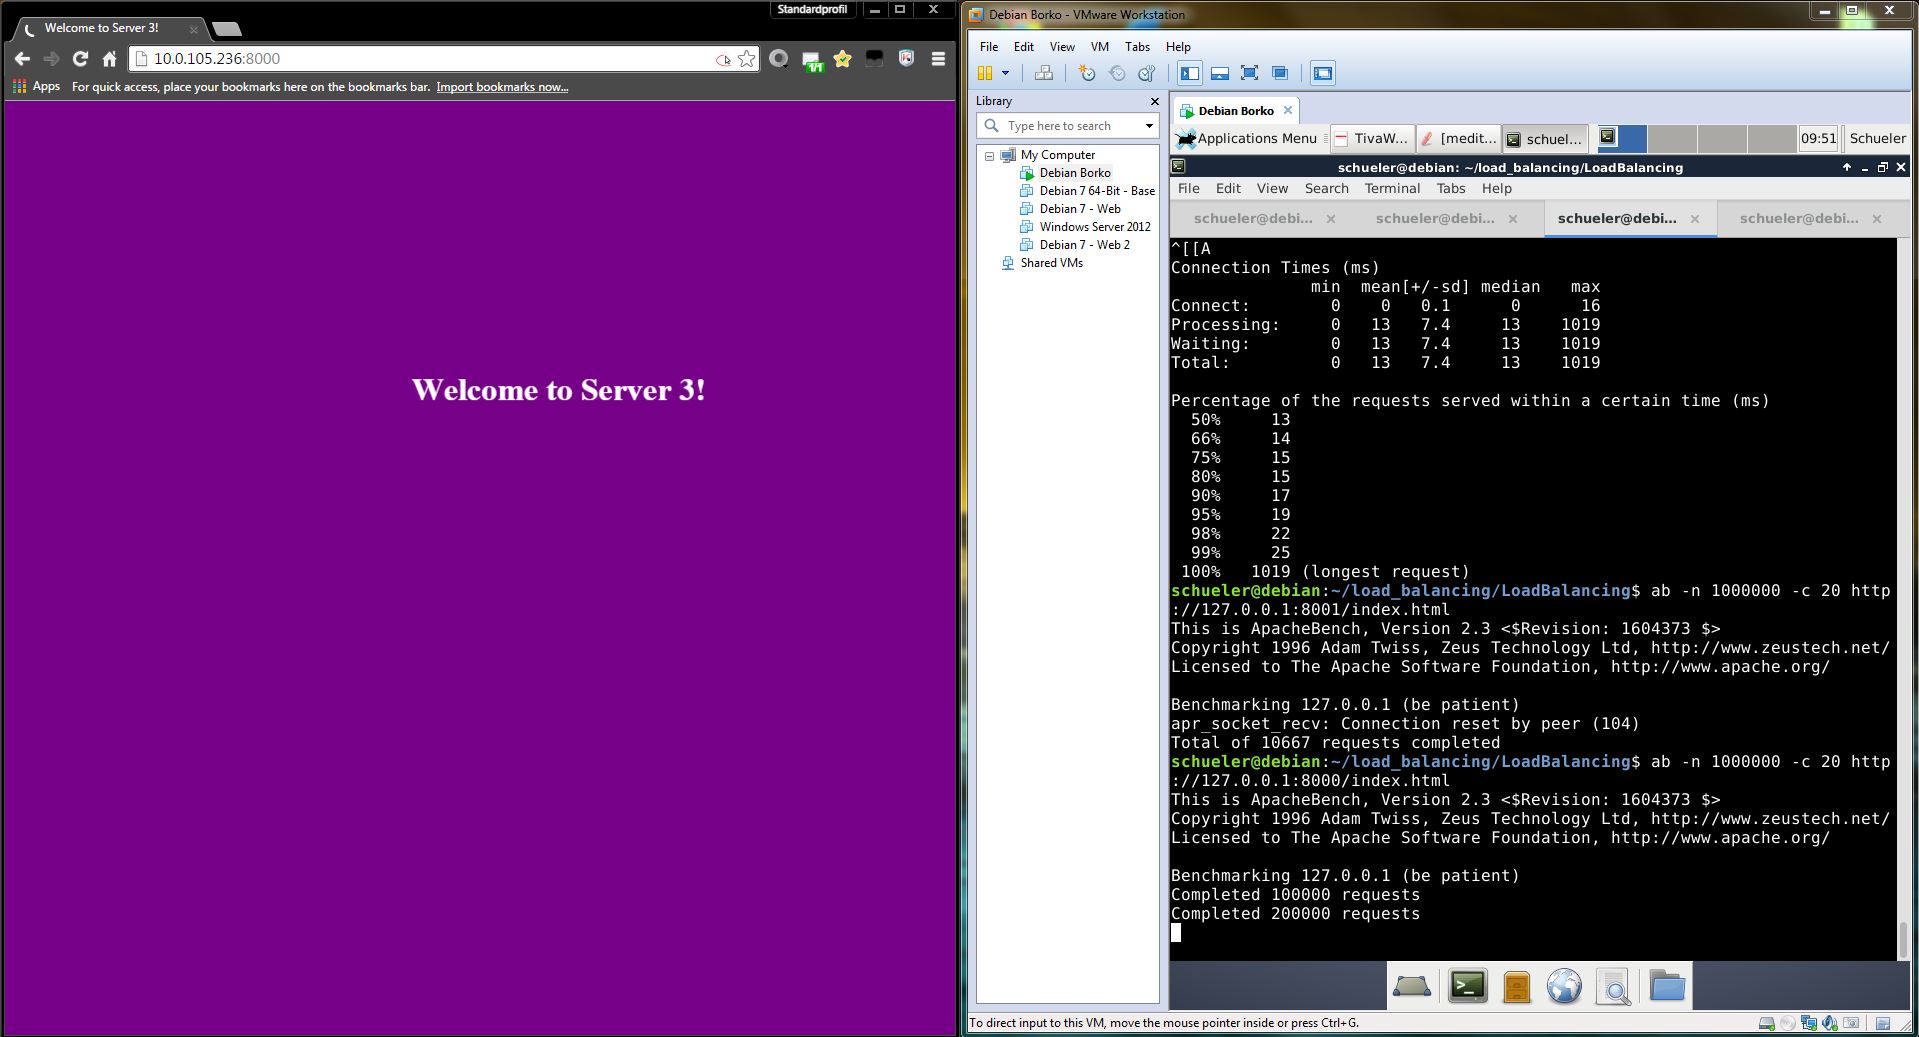 Standardprofil
Welcome to Server 3!
10.0.105.236:8000
1/1
Apps For quick access, place your bookmarks here on the bookmarks bar. Import bookmarks now...
Welcome to Server 3!
Debian Borko - VMware Workstation
File Edit View VM Tabs Help
Library
Type here to search
My Computer
Debian Borko
Debian 7 64-Bit - Base
Debian 7 - Web
Windows Server 2012
Debian 7 - Web 2
Shared VMs
Debian Borko
Applications Menu TivaW... [medit... schuel... 09:51 Schueler
schueler@debian: ~/load_balancing/LoadBalancing
File Edit View Search Terminal Tabs Help
schueler@debi... schueler@debi... schueler@debi... schueler@debi...
^[[A
Connection Times (ms)
min mean[+/-sd] median max
Connect: 0 0 0.1 0 16
Processing: 0 13 7.4 13 1019
Waiting: 0 13 7.4 13 1019
Total: 0 13 7.4 13 1019
Percentage of the requests served within a certain time (ms)
50% 13
66% 14
75% 15
80% 15
90% 17
95% 19
98% 22
99% 25
100% 1019 (longest request)
schueler@debian:~/load_balancing/LoadBalancing$ ab -n 1000000 -c 20 http
://127.0.0.1:8001/index.html
This is ApacheBench, Version 2.3 <$Revision: 1604373 $>
Copyright 1996 Adam Twiss, Zeus Technology Ltd, http://www.zeustech.net/
Licensed to The Apache Software Foundation, http://www.apache.org/
Benchmarking 127.0.0.1 (be patient)
apr_socket_recv: Connection reset by peer (104)
Total of 10667 requests completed
schueler@debian:~/load_balancing/LoadBalancing$ ab -n 1000000 -c 20 http
://127.0.0.1:8000/index.html
This is ApacheBench, Version 2.3 <$Revision: 1604373 $>
Copyright 1996 Adam Twiss, Zeus Technology Ltd, http://www.zeustech.net/
Licensed to The Apache Software Foundation, http://www.apache.org/
Benchmarking 127.0.0.1 (be patient)
Completed 100000 requests
Completed 200000 requests
To direct input to this VM, move the mouse pointer inside or press Ctrl+G.